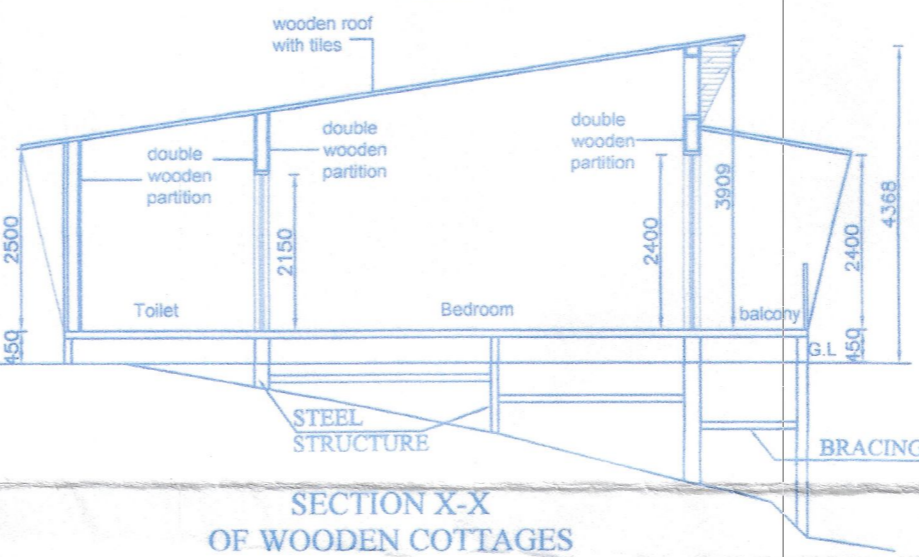 wooden roof
with tiles
double
wooden
partition
double
wooden
partition
double
wooden
partition
2500
2150
2400
3909
2400
4368
Toilet
Bedroom
balcony
450
G.L
450
STEEL
STRUCTURE
BRACING
SECTION X-X
OF WOODEN COTTAGES